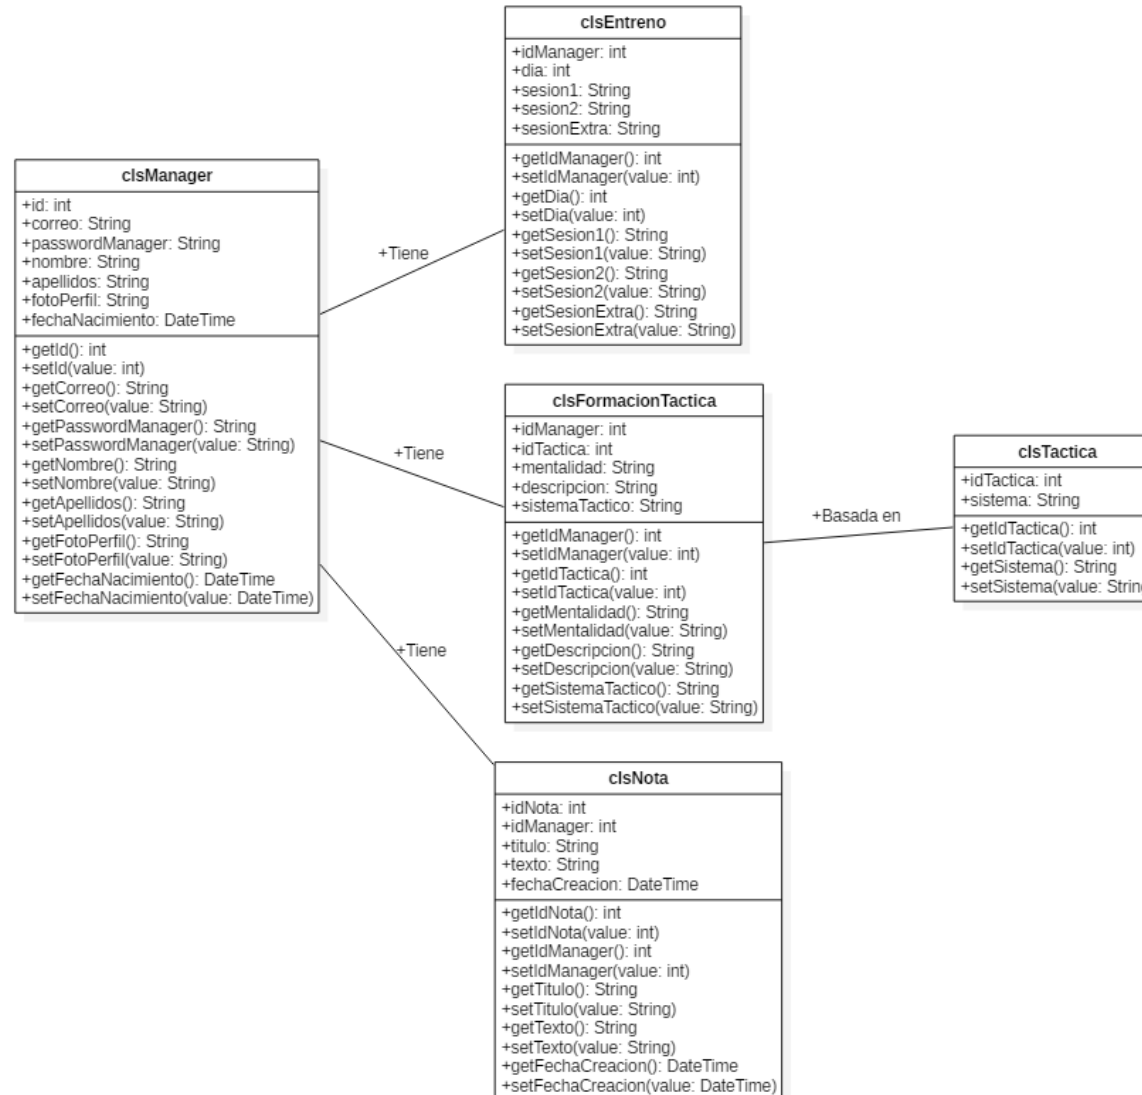 clsManager
+id: int
+correo: String
+passwordManager: String
+nombre: String
+apellidos: String
+fotoPerfil: String
+fechaNacimiento: DateTime
+getId(): int
+setId(value: int)
+getCorreo(): String
+setCorreo(value: String)
+getPasswordManager(): String
+setPasswordManager(value: String)
+getNombre(): String
+setNombre(value: String)
+getApellidos(): String
+setApellidos(value: String)
+getFotoPerfil(): String
+setFotoPerfil(value: String)
+getFechaNacimiento(): DateTime
+setFechaNacimiento(value: DateTime)
+Tiene
+Tiene
+Tiene
clsEntreno
+idManager: int
+dia: int
+sesion1: String
+sesion2: String
+sesionExtra: String
+getIdManager(): int
+setIdManager(value: int)
+getDia(): int
+setDia(value: int)
+getSesion1(): String
+setSesion1(value: String)
+getSesion2(): String
+setSesion2(value: String)
+getSesionExtra(): String
+setSesionExtra(value: String)
clsFormacionTactica
+idManager: int
+idTactica: int
+mentalidad: String
+descripcion: String
+sistemaTactico: String
+getIdManager(): int
+setIdManager(value: int)
+getIdTactica(): int
+setIdTactica(value: int)
+getMentalidad(): String
+setMentalidad(value: String)
+getDescripcion(): String
+setDescripcion(value: String)
+getSistemaTactico(): String
+setSistemaTactico(value: String)
+Basada en
clsTactica
+idTactica: int
+sistema: String
+getIdTactica(): int
+setIdTactica(value: int)
+getSistema(): String
+setSistema(value: String
clsNota
+idNota: int
+idManager: int
+titulo: String
+texto: String
+fechaCreacion: DateTime
+getIdNota(): int
+setIdNota(value: int)
+getIdManager(): int
+setIdManager(value: int)
+getTitulo(): String
+setTitulo(value: String)
+getTexto(): String
+setTexto(value: String)
+getFechaCreacion(): DateTime
+setFechaCreacion(value: DateTime)